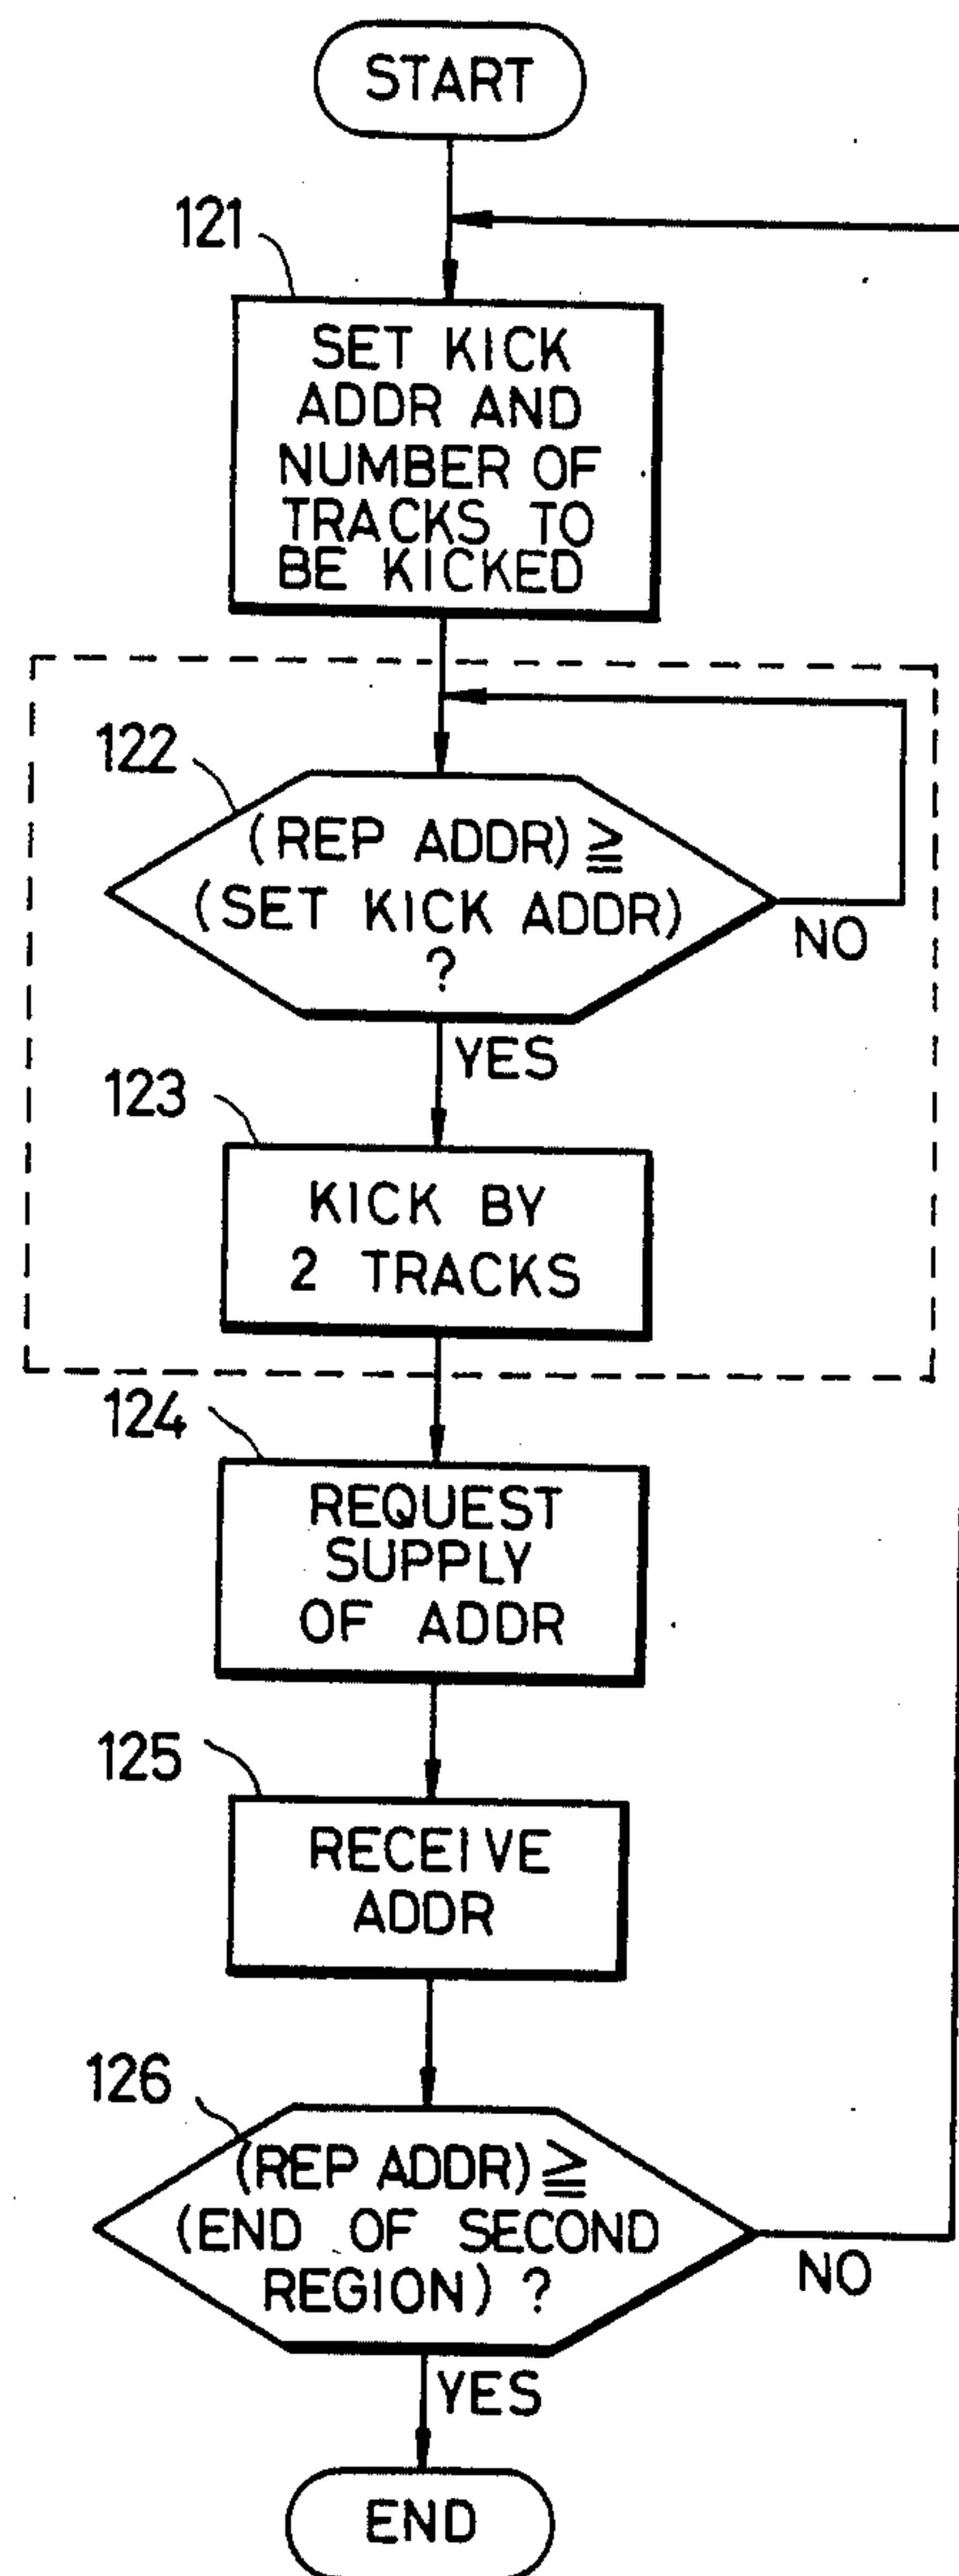 START
121
SET KICK
ADDR AND
NUMBER OF
TRACKS TO
BE KICKED
122
(REP ADDR) ≧
(SET KICK ADDR)
?
NO
YES
123
KICK BY
2 TRACKS
124
REQUEST
SUPPLY
OF ADDR
125
RECEIVE
ADDR
126
(REP ADDR) ≧
(END OF SECOND
REGION) ?
NO
YES
END